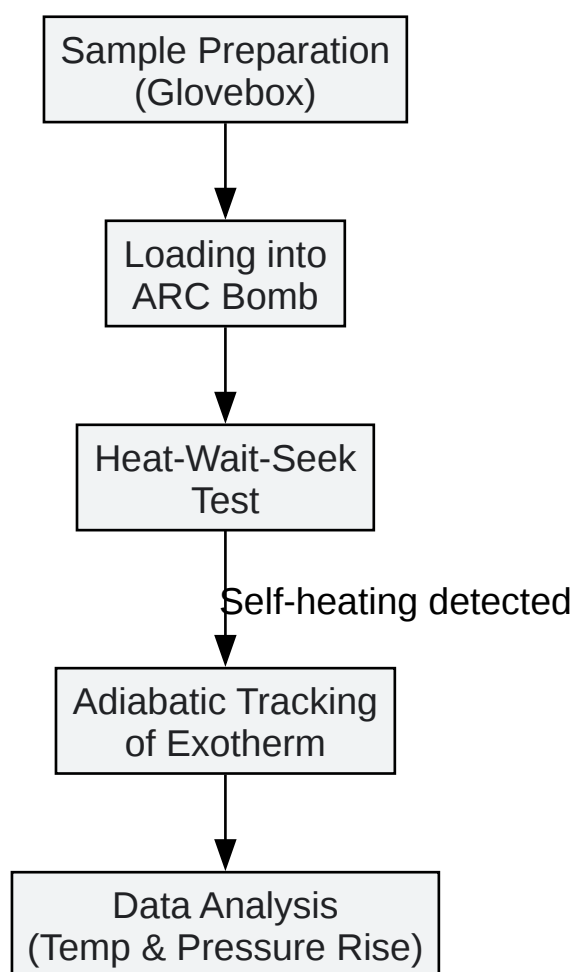 Sample Preparation
(Glovebox)
Loading into
ARC Bomb
Heat-Wait-Seek
Test
Self-heating detected
Adiabatic Tracking
of Exotherm
Data Analysis
(Temp & Pressure Rise)